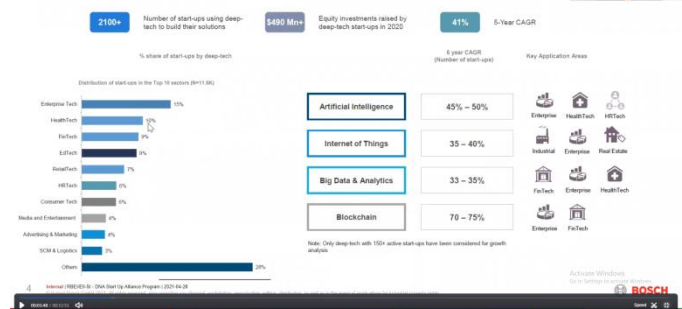 2100+
Number of start-ups using deep-
tech to build their solutions
$490 Mn+
Equity investments raised by
deep-tech start-ups in 2020
41%
5-Year CAGR
% share of start-ups by deep-tech
5 year CAGR
(Number of start-ups)
Key Application Areas
Distribution of start-ups in the Top 10 sectors (N=11.6K)
Enterprise Tech
15%
HealthTech
10%
FinTech
9%
EdTech
9%
RetailTech
7%
HRTech
6%
Consumer Tech
6%
Media and Entertainment
4%
Advertising & Marketing
4%
SCM & Logistics
3%
Others
28%
Artificial Intelligence
45% – 50%
Enterprise
HealthTech
HRTech
Internet of Things
35 – 40%
Industrial
Enterprise
Real Estate
Big Data & Analytics
33 – 35%
FinTech
Enterprise
HealthTech
Blockchain
70 – 75%
Enterprise
FinTech
Note: Only deep-tech with 150+ active start-ups have been considered for growth
analysis
Activate Windows
Go to Settings to activate Windows.
4
Internal | RBEI/EII-SI - DNA Start Up Alliance Program | 2021-04-28
BOSCH
Speed